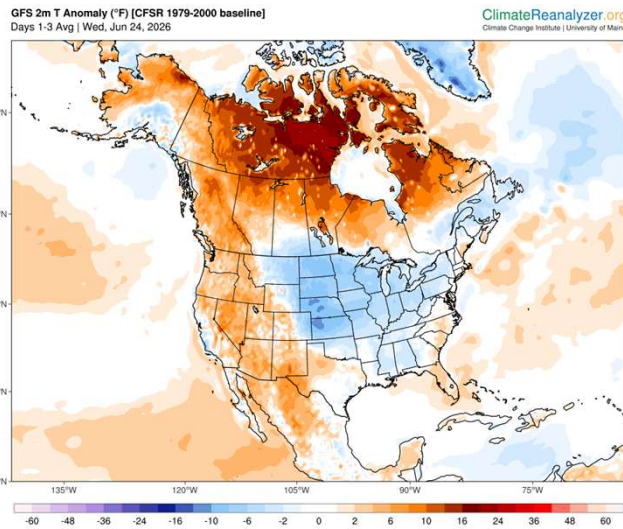 GFS 2m T Anomaly (°F) [CFSR 1979-2000 baseline]
Days 1-3 Avg | Wed, Jun 24, 2026
ClimateReanalyzer.org
Climate Change Institute | University of Maine
°N
°N
°N
°N
°N
135°W 120°W 105°W 90°W 75°W
-60 -48 -36 -24 -16 -10 -6 -2 0 2 6 10 16 24 36 48 60